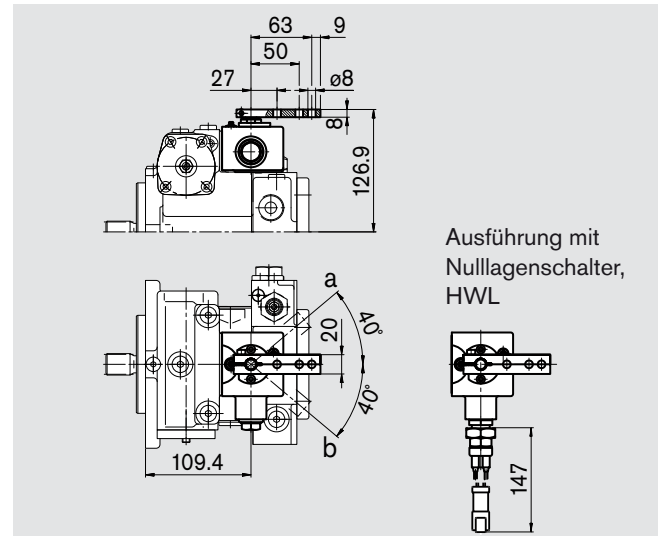 63
9
50
27
ø8
8
126.9
Ausführung mit
Nulllagenschalter,
HWL
a
40°
20
40°
b
109.4
147